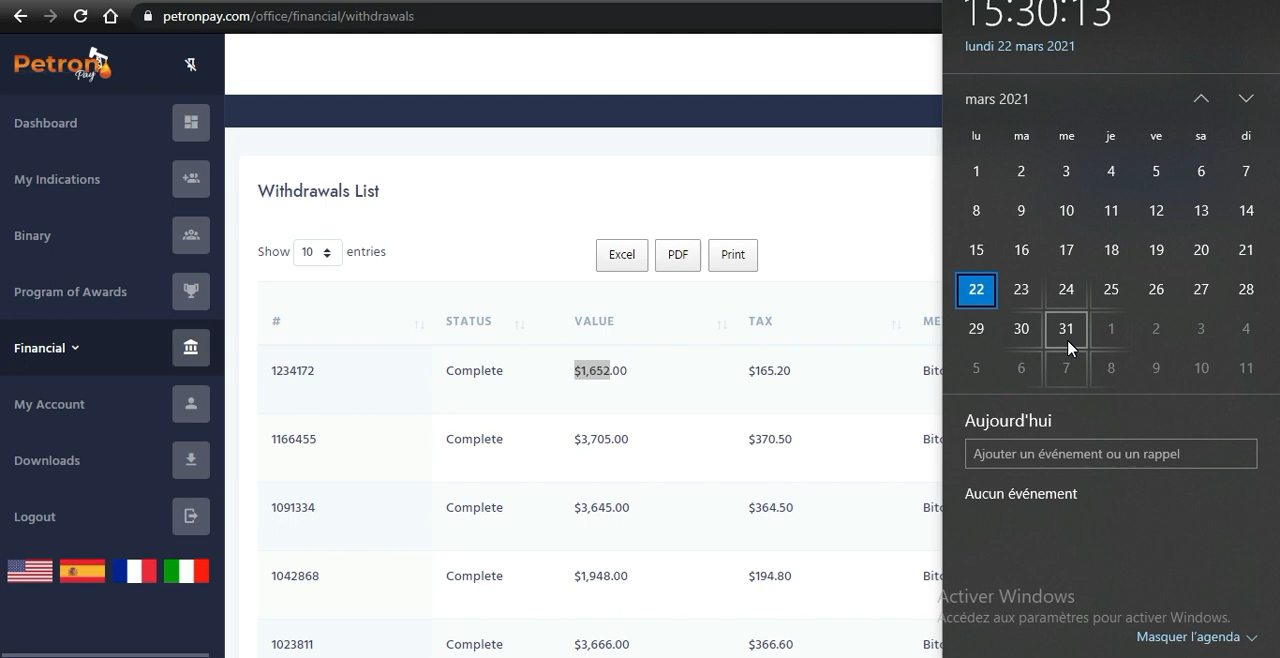 petronpay.com/office/financial/withdrawals
Petron
Pay
Dashboard
My Indications
Binary
Program of Awards
Financial
My Account
Downloads
Logout
Withdrawals List
Show 10 entries
Excel PDF Print
# STATUS VALUE TAX ME
1234172 Complete $1,652.00 $165.20 Bitc
1166455 Complete $3,705.00 $370.50 Bitc
1091334 Complete $3,645.00 $364.50 Bitc
1042868 Complete $1,948.00 $194.80 Bitc
1023811 Complete $3,666.00 $366.60 Bitc
15:30:13
lundi 22 mars 2021
mars 2021
lu ma me je ve sa di
1 2 3 4 5 6 7
8 9 10 11 12 13 14
15 16 17 18 19 20 21
22 23 24 25 26 27 28
29 30 31 1 2 3 4
5 6 7 8 9 10 11
Aujourd'hui
Ajouter un événement ou un rappel
Aucun événement
Activer Windows
Accédez aux paramètres pour activer Windows.
Masquer l'agenda